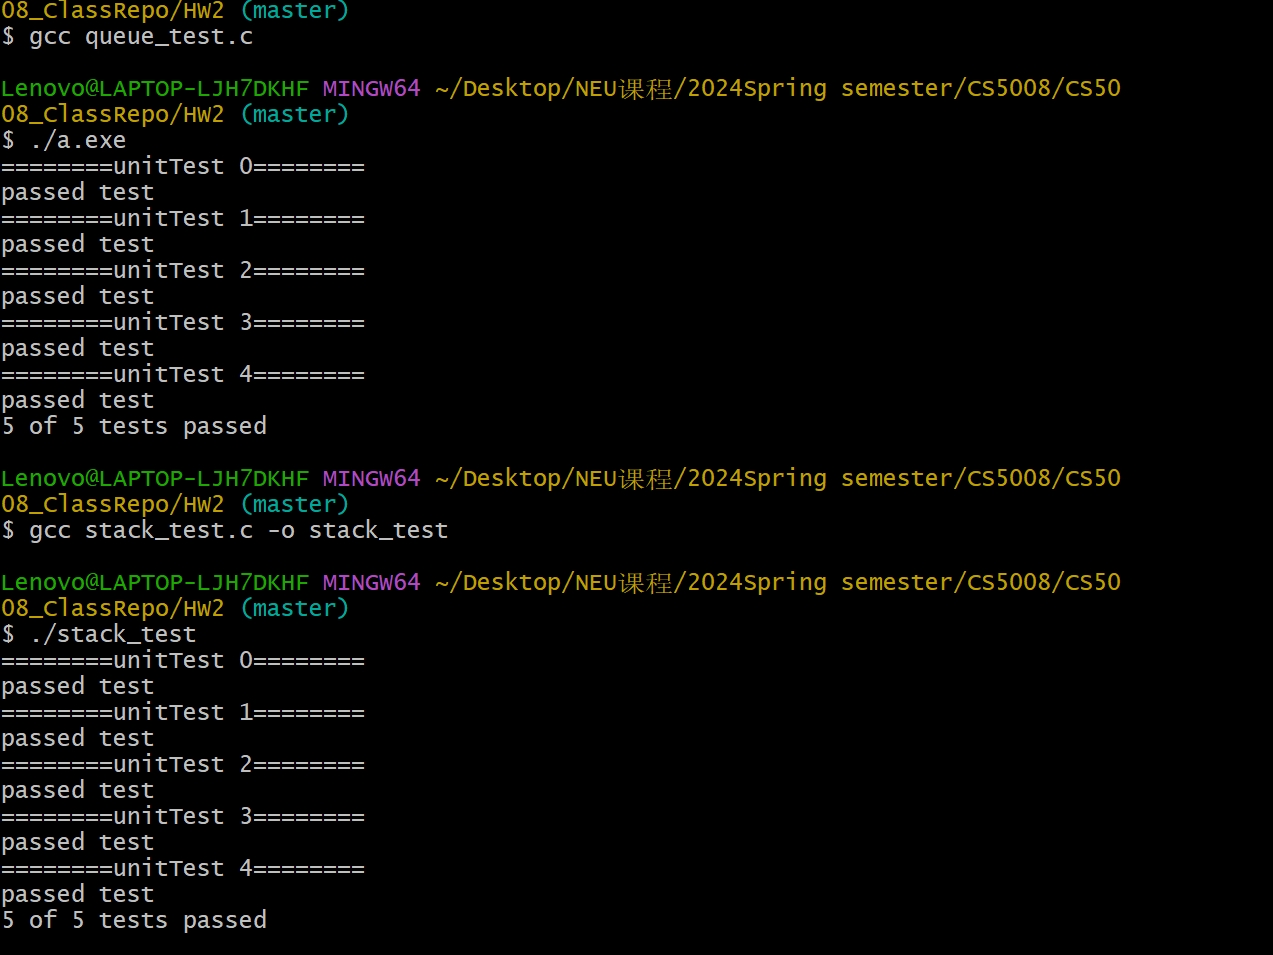 08_ClassRepo/HW2 (master)
$ gcc queue_test.c
Lenovo@LAPTOP-LJH7DKHF MINGW64 ~/Desktop/NEU课程/2024Spring semester/CS5008/CS50
08_ClassRepo/HW2 (master)
$ ./a.exe
========unitTest 0========
passed test
========unitTest 1========
passed test
========unitTest 2========
passed test
========unitTest 3========
passed test
========unitTest 4========
passed test
5 of 5 tests passed
Lenovo@LAPTOP-LJH7DKHF MINGW64 ~/Desktop/NEU课程/2024Spring semester/CS5008/CS50
08_ClassRepo/HW2 (master)
$ gcc stack_test.c -o stack_test
Lenovo@LAPTOP-LJH7DKHF MINGW64 ~/Desktop/NEU课程/2024Spring semester/CS5008/CS50
08_ClassRepo/HW2 (master)
$ ./stack_test
========unitTest 0========
passed test
========unitTest 1========
passed test
========unitTest 2========
passed test
========unitTest 3========
passed test
========unitTest 4========
passed test
5 of 5 tests passed